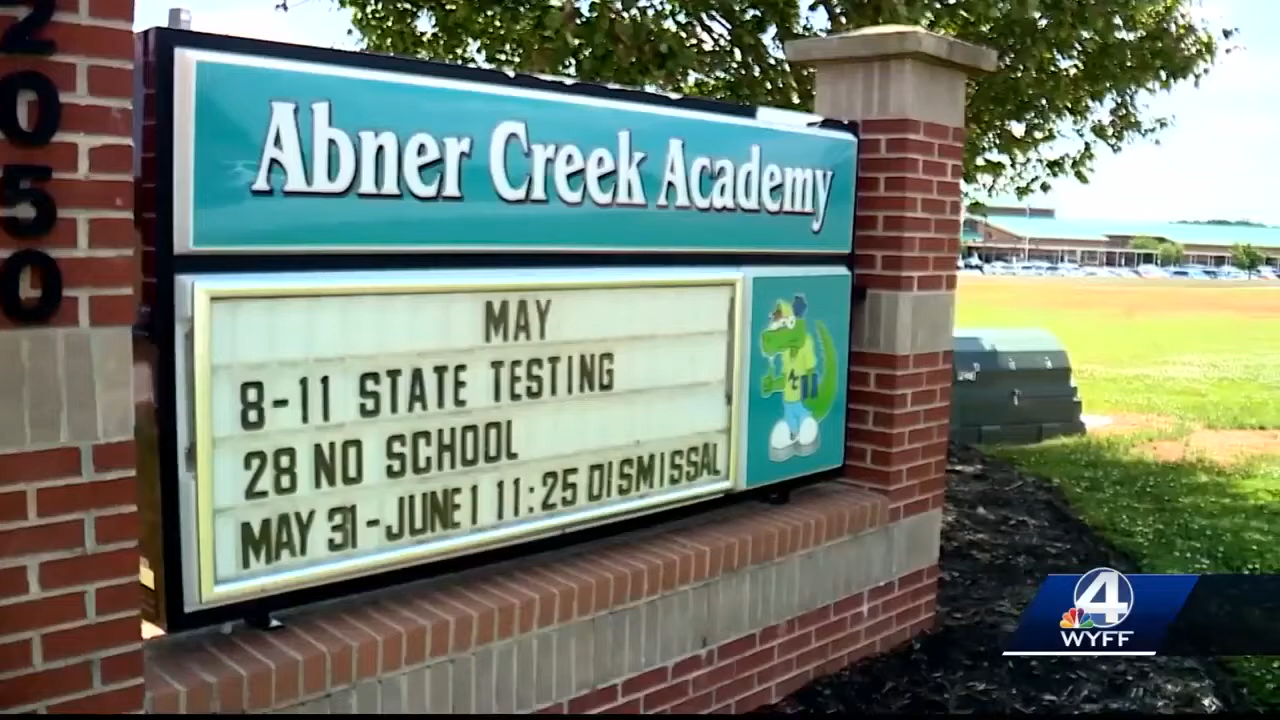 2050
Abner Creek Academy
MAY
8-11 STATE TESTING
28 NO SCHOOL
MAY 31-JUNE 1 11:25 DISMISSAL
4
WYFF